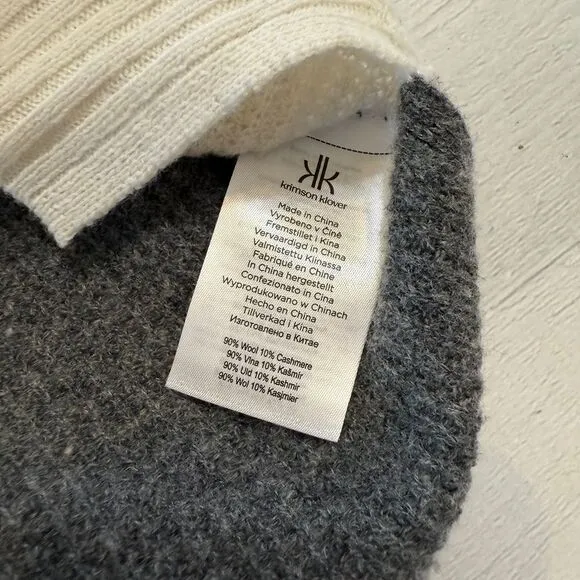 krimson klover
Made in China
Vyrobeno v Číně
Fremstillet i Kina
Vervaardigd in China
Valmistettu Kiinassa
Fabriqué en Chine
In China hergestellt
Confezionato in Cina
Wyprodukowano w Chinach
Hecho en China
Tillverkad i Kina
Изготовлено в Китае
90% Wool 10% Cashmere
90% Vlna 10% Kašmír
90% Uld 10% Kashmir
90% Wol 10% Kasjmier